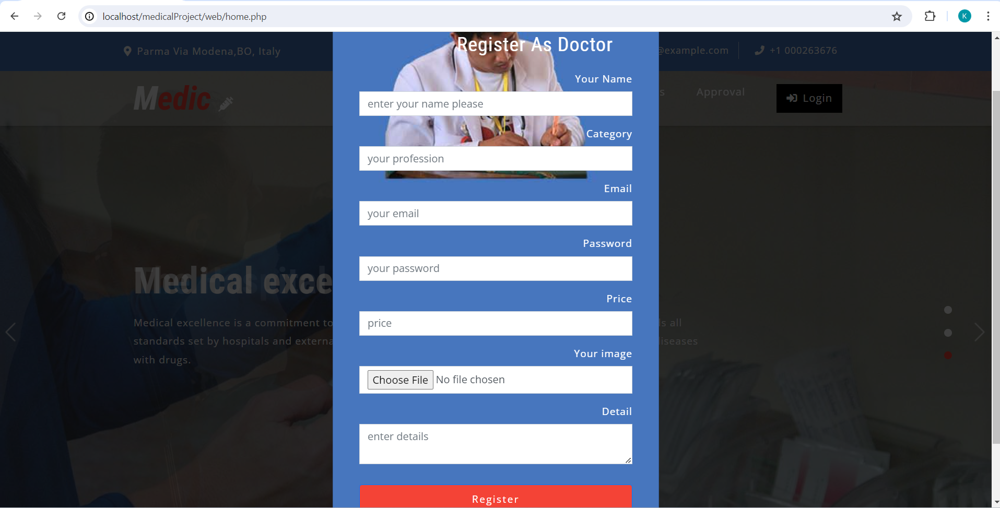 localhost/medicalProject/web/home.php
K
Register As Doctor
Parma Via Modena,BO, Italy
@example.com
+1 000263676
Your Name
Medic
enter your name please
s
Approval
Login
Category
your profession
Email
your email
Password
your password
Medical exce
Price
Medical excellence is a commitment to
price
ls all
standards set by hospitals and externa
diseases
with drugs.
Your image
Choose File No file chosen
Detail
enter details
Register